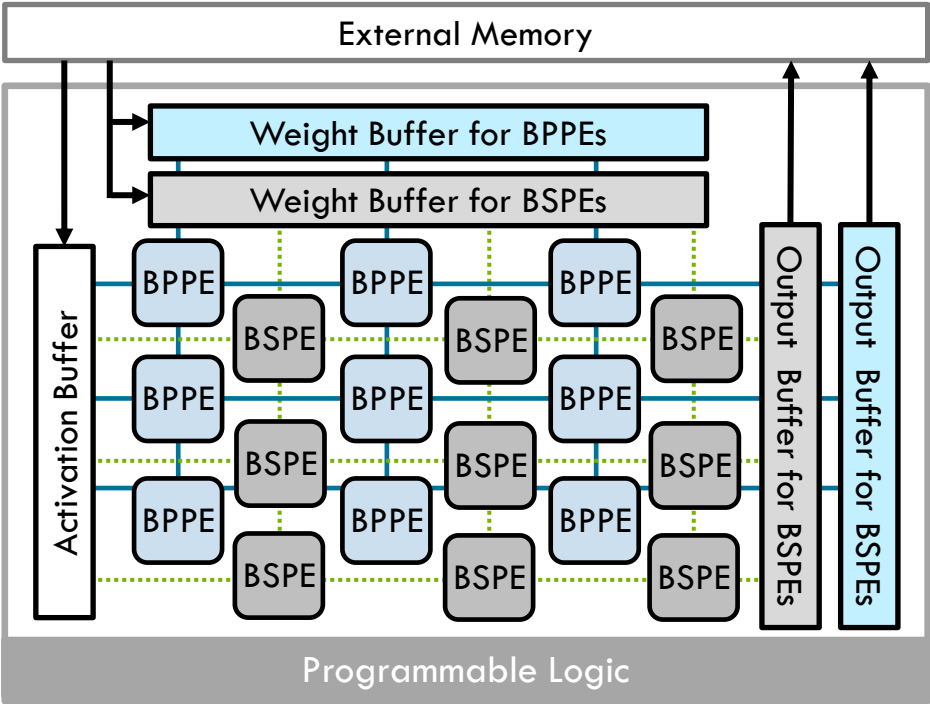 External Memory
Weight Buffer for BPPEs
Weight Buffer for BSPEs
Activation Buffer
BPPE
BPPE
BPPE
BSPE
BSPE
BSPE
BPPE
BPPE
BPPE
BSPE
BSPE
BSPE
BPPE
BPPE
BPPE
BSPE
BSPE
BSPE
Output Buffer for BSPEs
Output Buffer for BSPEs
Programmable Logic